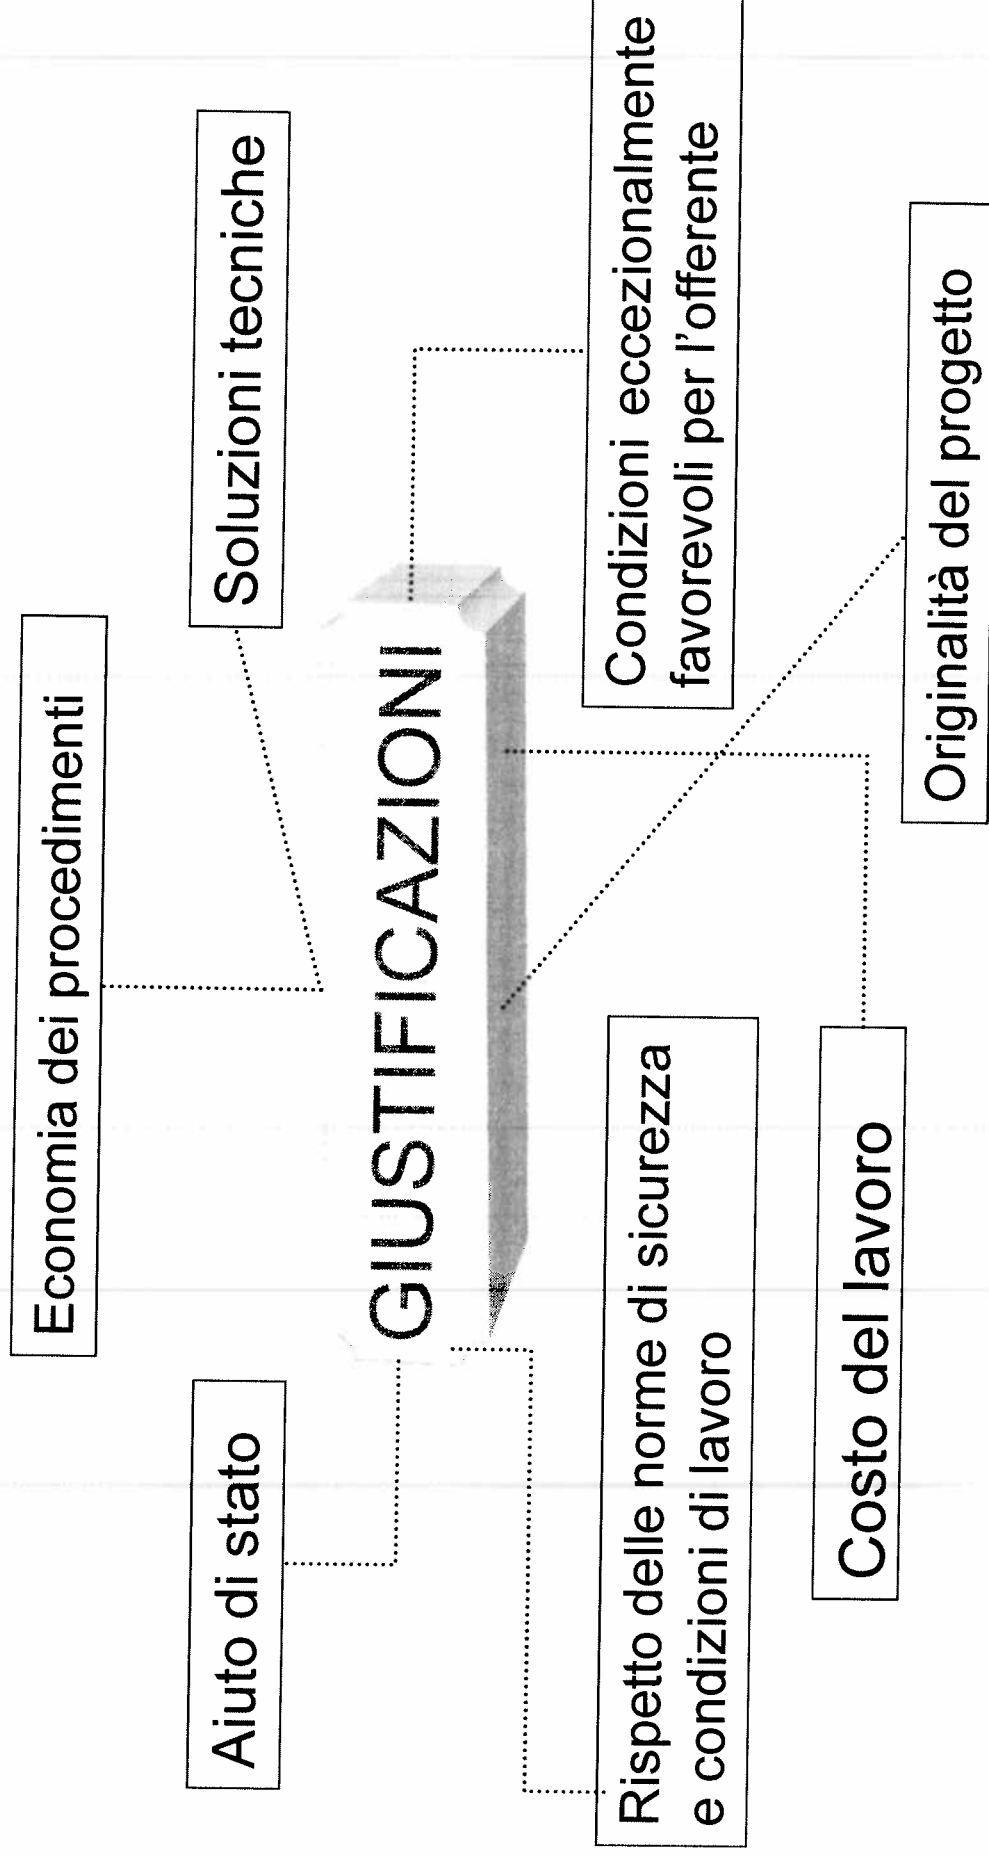 Economia dei procedimenti
Aiuto di stato
Soluzioni tecniche
GIUSTIFICAZIONI
Rispetto delle norme di sicurezza
e condizioni di lavoro
Condizioni eccezionalmente
favorevoli per l'offerente
Costo del lavoro
Originalità del progetto